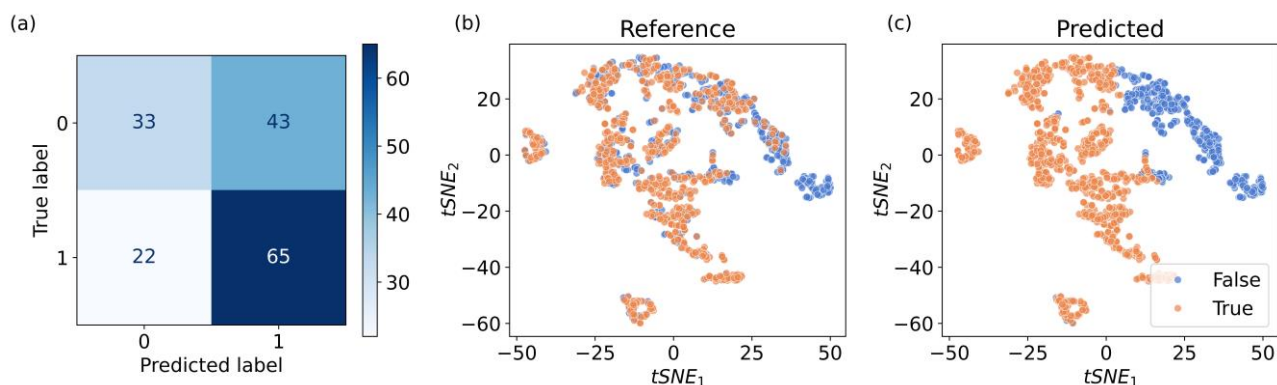 (a)
0
1
True label
33
43
22
65
0
1
Predicted label
60
50
40
30
(b)
Reference
20
0
−20
−40
−60
tSNE₂
−50
−25
0
25
50
tSNE₁
(c)
Predicted
20
0
−20
−40
−60
tSNE₂
False
True
−50
−25
0
25
50
tSNE₁